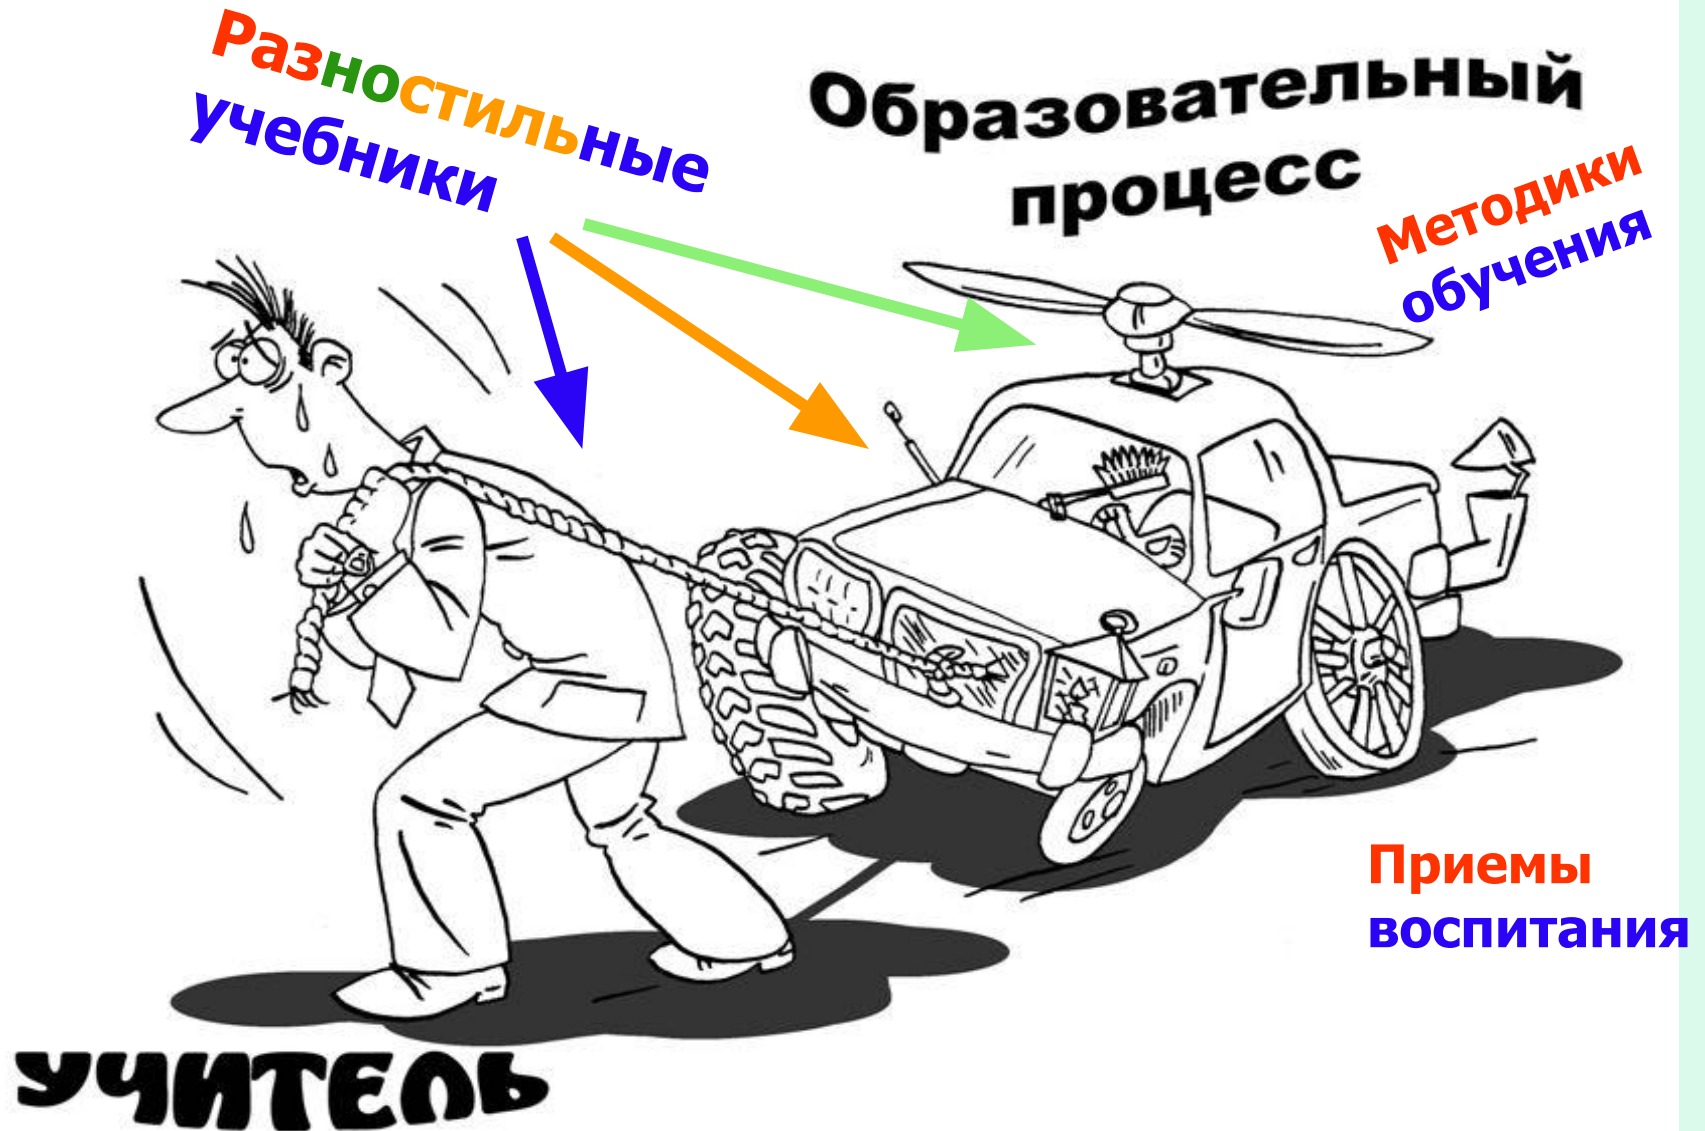 Разностильные
учебники
Образовательный
процесс
Методики
обучения
Приемы
воспитания
УЧИТЕЛЬ